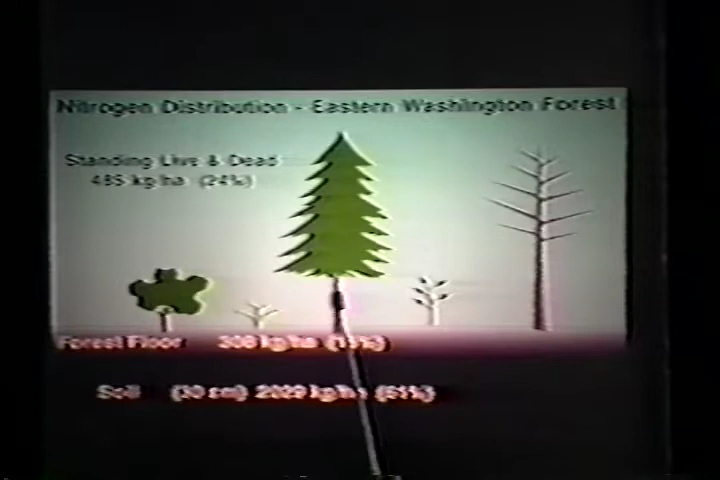 Nitrogen Distribution - Eastern Washington Forest
Standing Live & Dead
485 kg/ha (24%)
Forest Floor kg/ha
Soil (30 cm) kg/ha